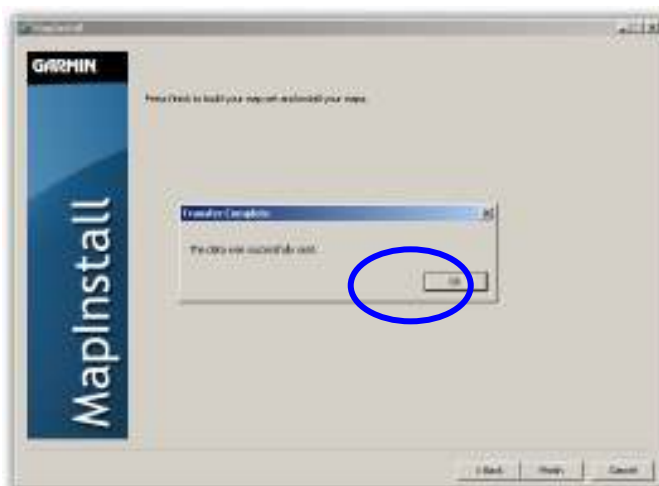 MapInstall
GARMIN
Press Finish to build your map set and install your maps.
Transfer Complete
The data was successfully sent.
OK
< Back
Finish
Cancel
MapInstall